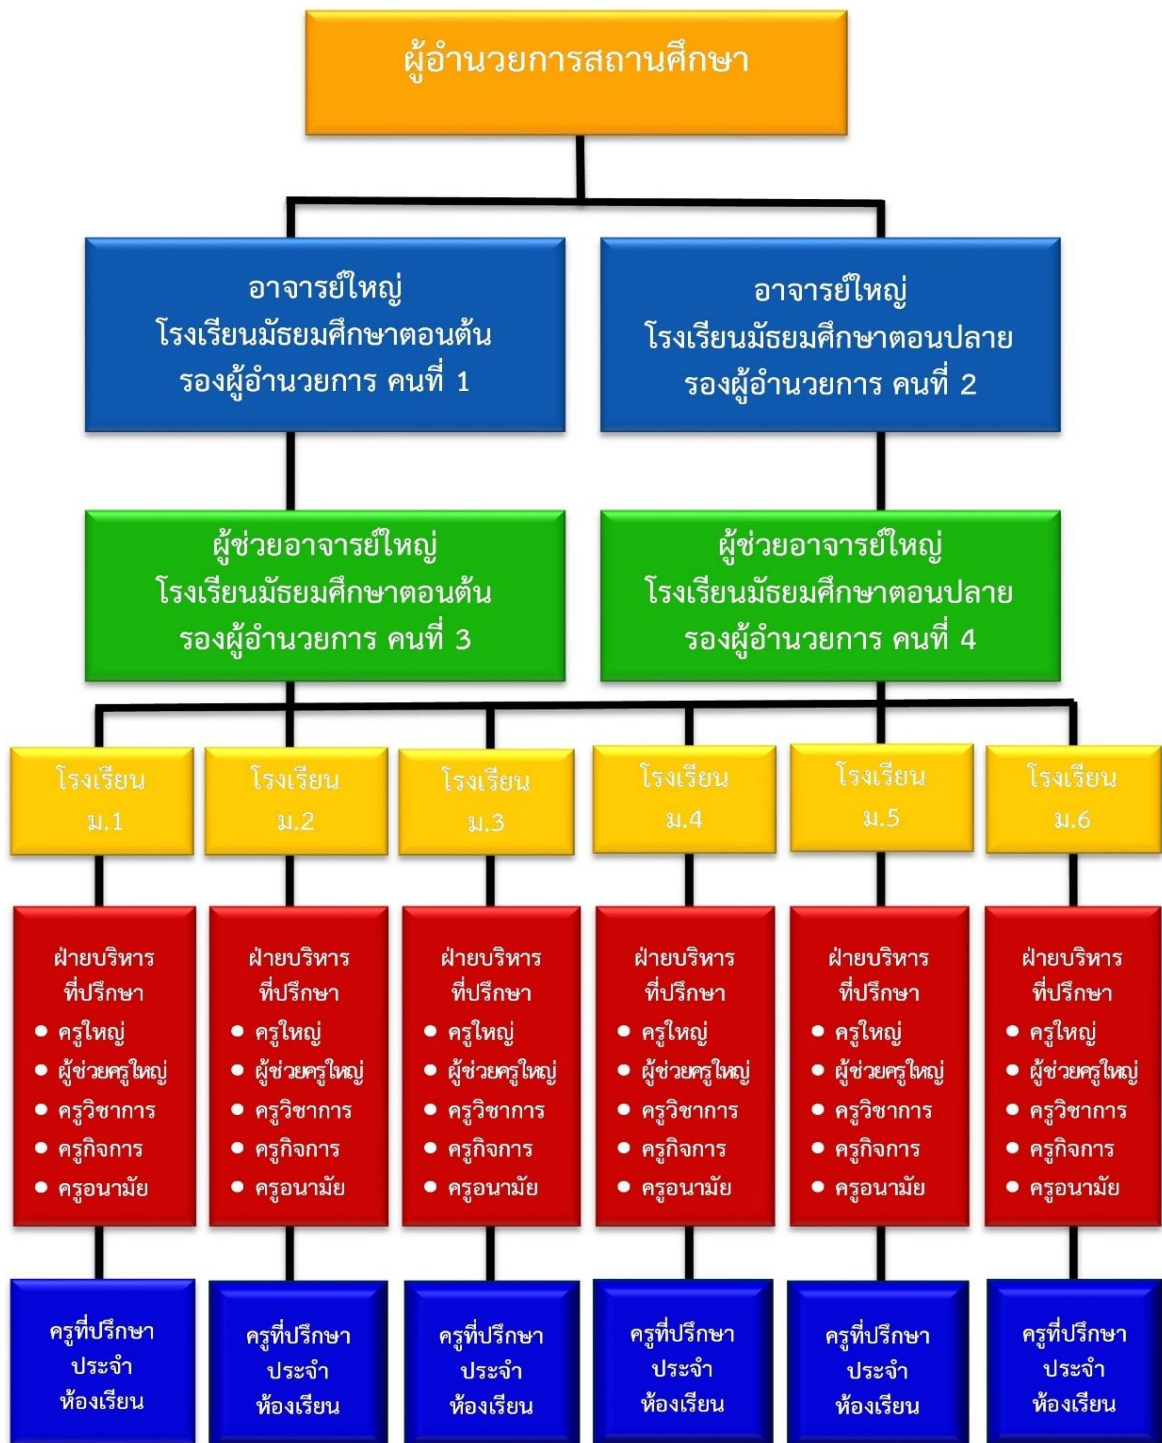 ผู้อำนวยการสถานศึกษา
อาจารย์ใหญ่
โรงเรียนมัธยมศึกษาตอนต้น
รองผู้อำนวยการ คนที่ 1
อาจารย์ใหญ่
โรงเรียนมัธยมศึกษาตอนปลาย
รองผู้อำนวยการ คนที่ 2
ผู้ช่วยอาจารย์ใหญ่
โรงเรียนมัธยมศึกษาตอนต้น
รองผู้อำนวยการ คนที่ 3
ผู้ช่วยอาจารย์ใหญ่
โรงเรียนมัธยมศึกษาตอนปลาย
รองผู้อำนวยการ คนที่ 4
โรงเรียน
ม.1
โรงเรียน
ม.2
โรงเรียน
ม.3
โรงเรียน
ม.4
โรงเรียน
ม.5
โรงเรียน
ม.6
ฝ่ายบริหาร
ที่ปรึกษา
• ครูใหญ่
• ผู้ช่วยครูใหญ่
• ครูวิชาการ
• ครูกิจการ
• ครูอนามัย
ฝ่ายบริหาร
ที่ปรึกษา
• ครูใหญ่
• ผู้ช่วยครูใหญ่
• ครูวิชาการ
• ครูกิจการ
• ครูอนามัย
ฝ่ายบริหาร
ที่ปรึกษา
• ครูใหญ่
• ผู้ช่วยครูใหญ่
• ครูวิชาการ
• ครูกิจการ
• ครูอนามัย
ฝ่ายบริหาร
ที่ปรึกษา
• ครูใหญ่
• ผู้ช่วยครูใหญ่
• ครูวิชาการ
• ครูกิจการ
• ครูอนามัย
ฝ่ายบริหาร
ที่ปรึกษา
• ครูใหญ่
• ผู้ช่วยครูใหญ่
• ครูวิชาการ
• ครูกิจการ
• ครูอนามัย
ฝ่ายบริหาร
ที่ปรึกษา
• ครูใหญ่
• ผู้ช่วยครูใหญ่
• ครูวิชาการ
• ครูกิจการ
• ครูอนามัย
ครูที่ปรึกษา
ประจำ
ห้องเรียน
ครูที่ปรึกษา
ประจำ
ห้องเรียน
ครูที่ปรึกษา
ประจำ
ห้องเรียน
ครูที่ปรึกษา
ประจำ
ห้องเรียน
ครูที่ปรึกษา
ประจำ
ห้องเรียน
ครูที่ปรึกษา
ประจำ
ห้องเรียน